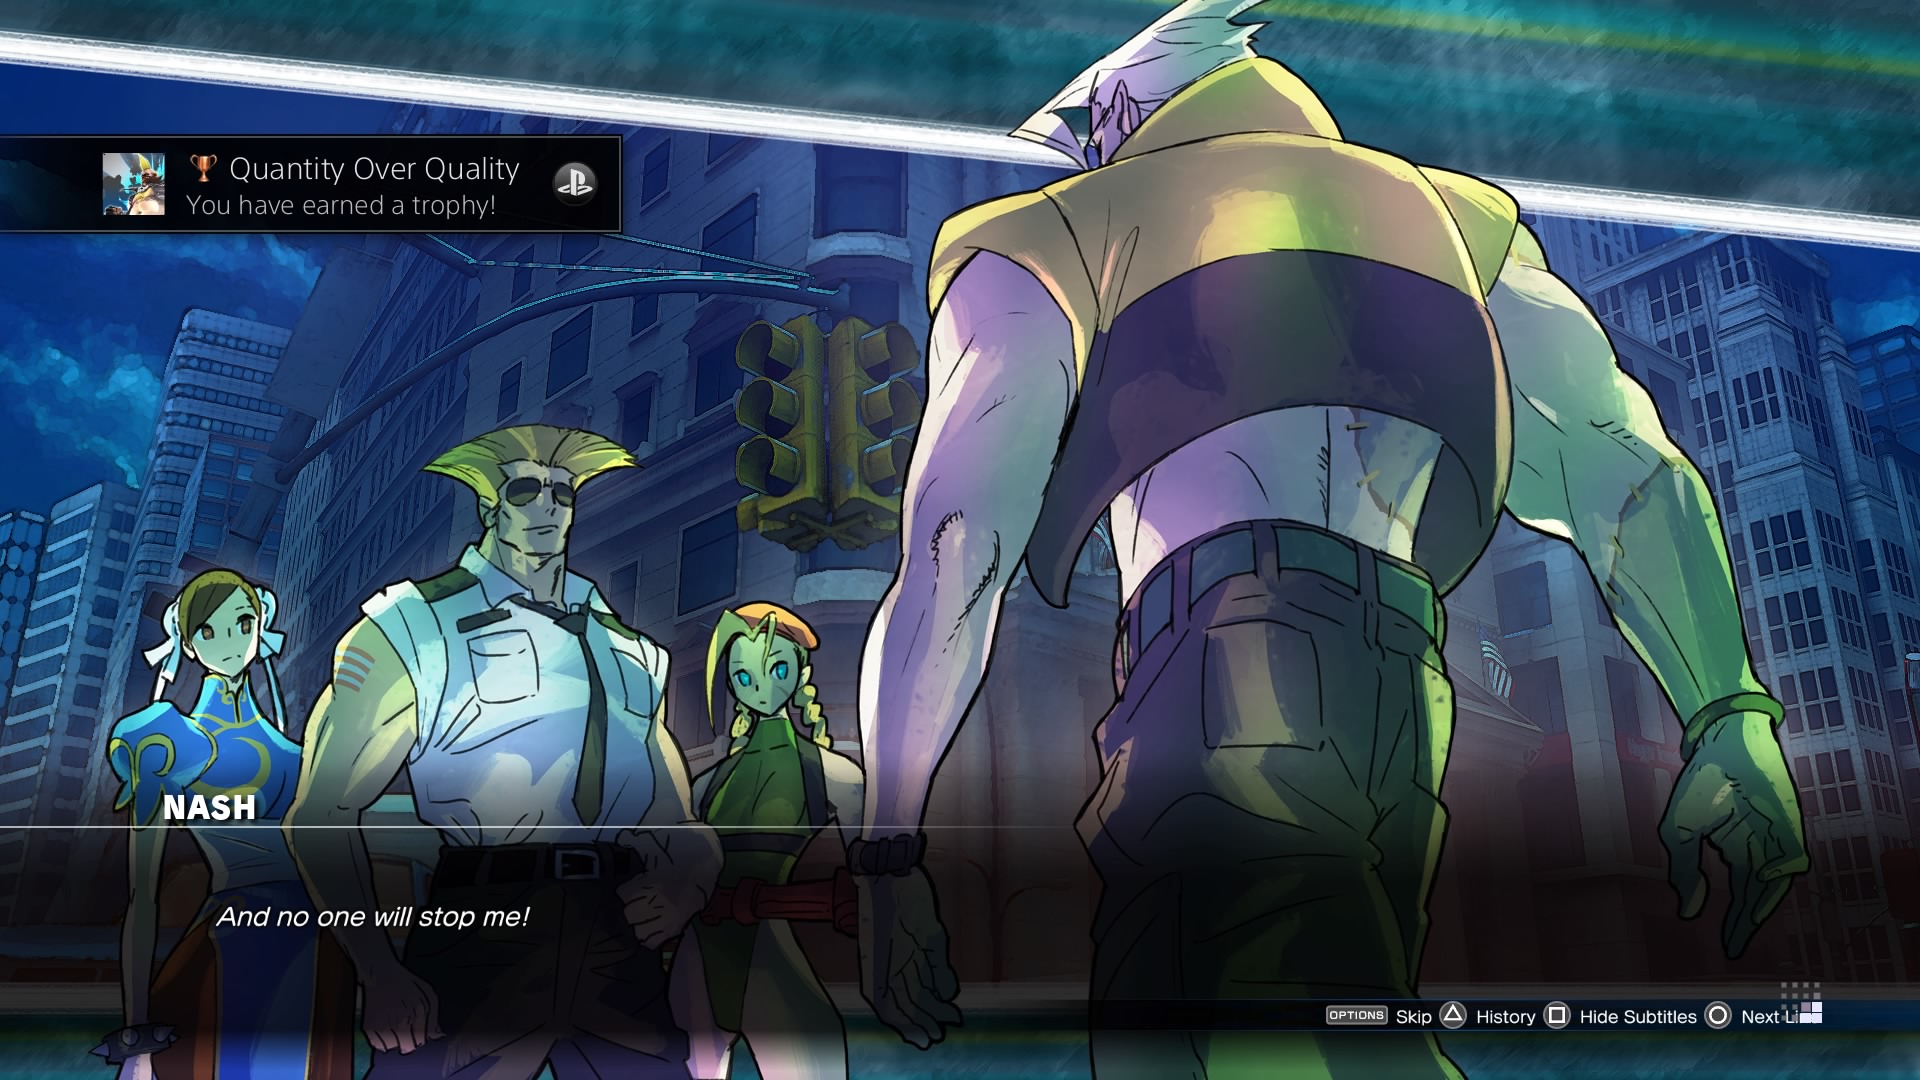 Quantity Over Quality
You have earned a trophy!
NASH
And no one will stop me!
OPTIONS Skip History Hide Subtitles Next